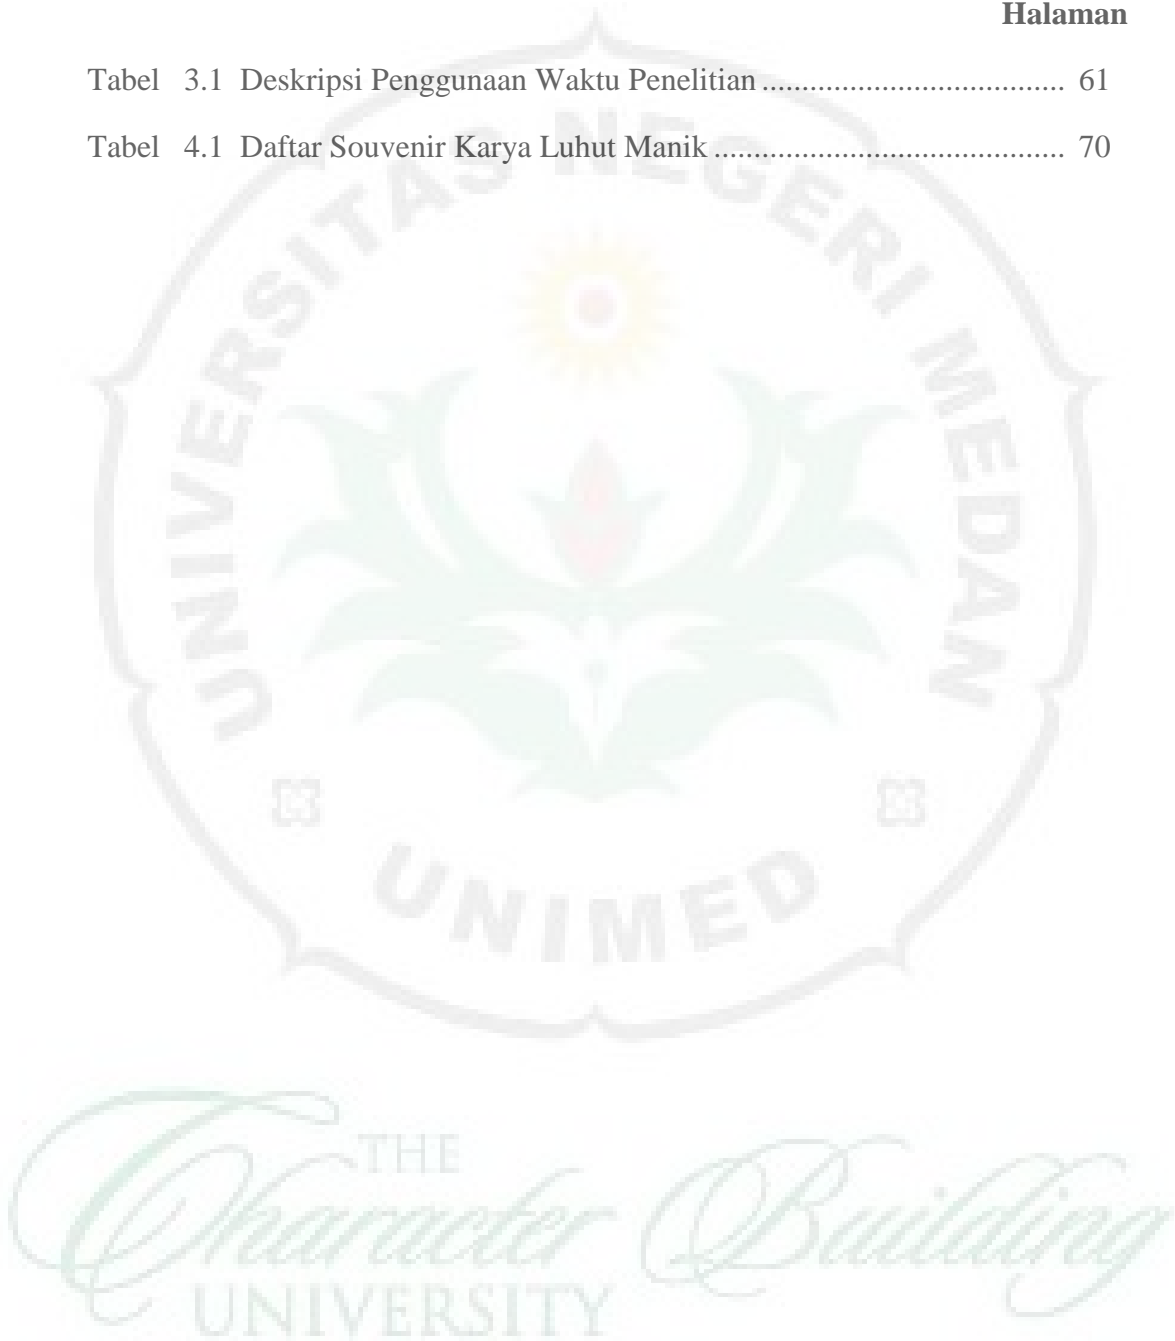 Halaman
Tabel 3.1 Deskripsi Penggunaan Waktu Penelitian ...................................... 61
Tabel 4.1 Daftar Souvenir Karya Luhut Manik ............................................ 70
UNIVERSITAS NEGERI MEDAN
UNIMED
THE
Character Building
UNIVERSITY